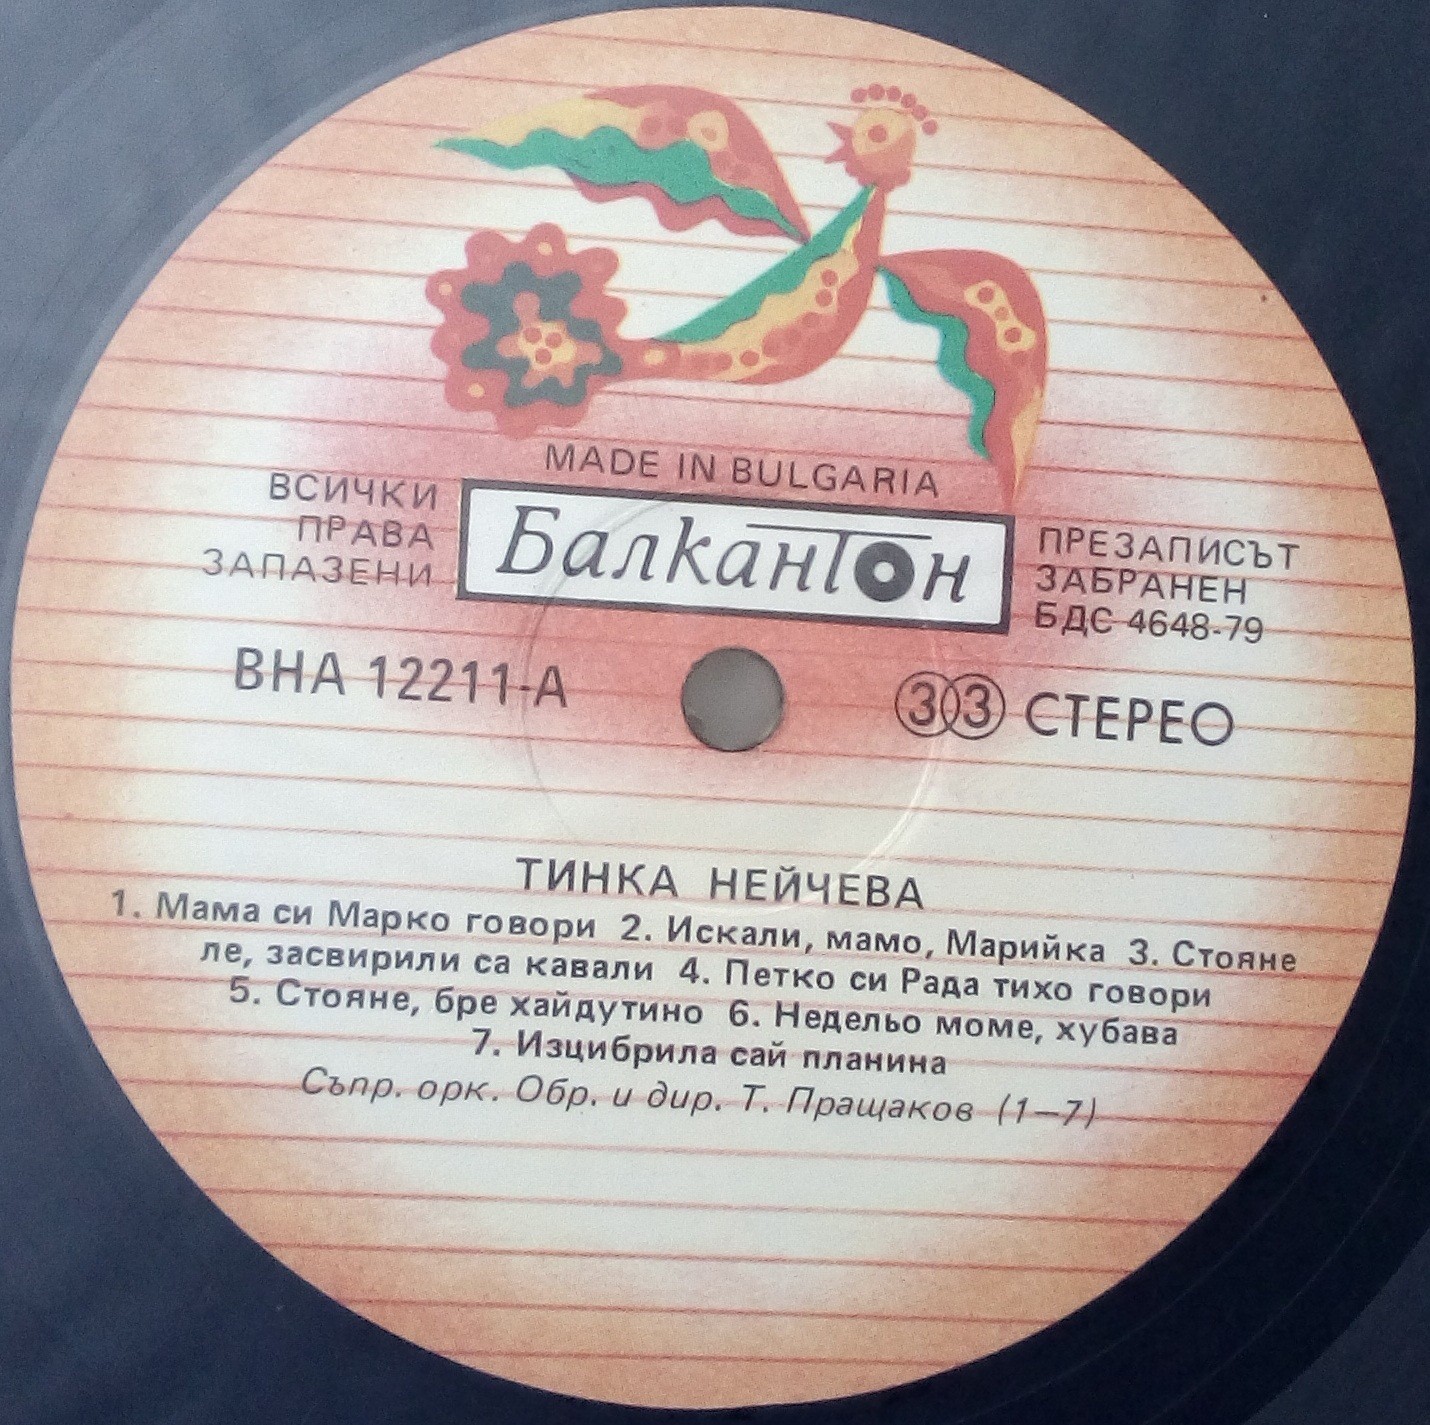 MADE IN BULGARIA
ВСИЧКИ
ПРАВА
ЗАПАЗЕНИ
Балкантон
ПРЕЗАПИСЪТ
ЗАБРАНЕН
БДС 4648-79
ВНА 12211-А
33 СТЕРЕО
ТИНКА НЕЙЧЕВА
1. Мама си Марко говори 2. Искали, мамо, Марийка 3. Стояне
ле, засвирили са кавали 4. Петко си Рада тихо говори
5. Стояне, бре хайдутино 6. Недельо моме, хубава
7. Изцибрила сай планина
Съпр. орк. Обр. и дир. Т. Пращаков (1—7)